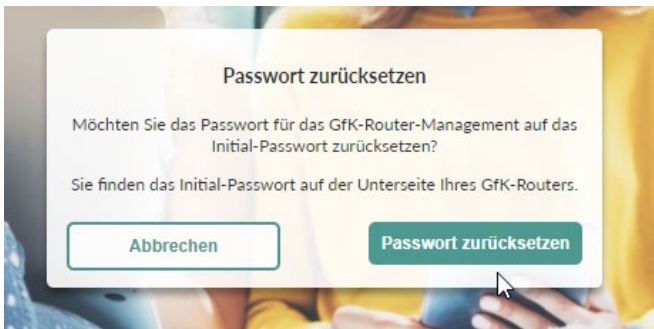 Passwort zurücksetzen
Möchten Sie das Passwort für das GfK-Router-Management auf das
Initial-Passwort zurücksetzen?
Sie finden das Initial-Passwort auf der Unterseite Ihres GfK-Routers.
Abbrechen
Passwort zurücksetzen